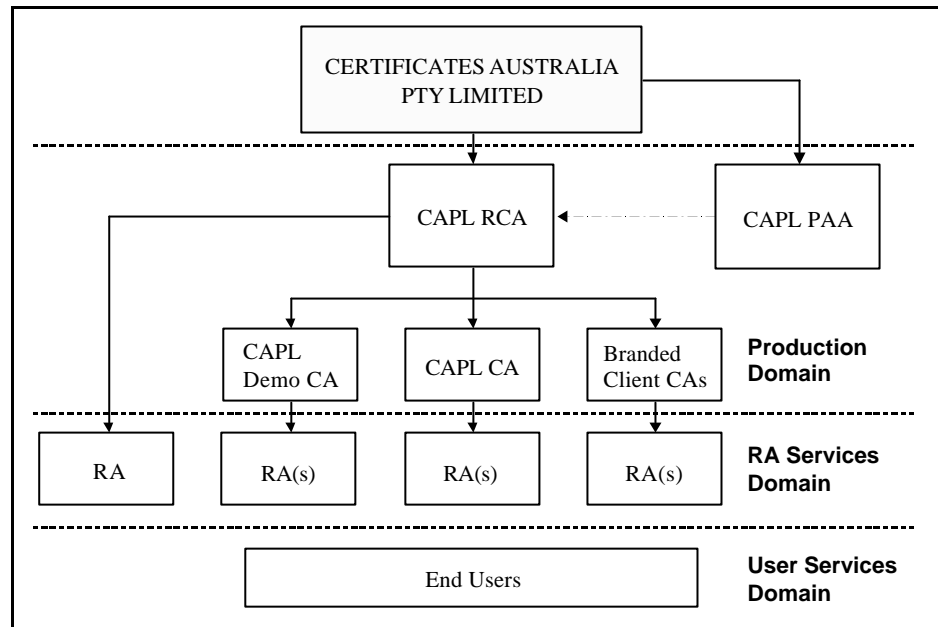 CERTIFICATES AUSTRALIA
PTY LIMITED
CAPL RCA
CAPL PAA
CAPL
Demo CA
CAPL CA
Branded
Client CAs
Production
Domain
RA
RA(s)
RA(s)
RA(s)
RA Services
Domain
End Users
User Services
Domain